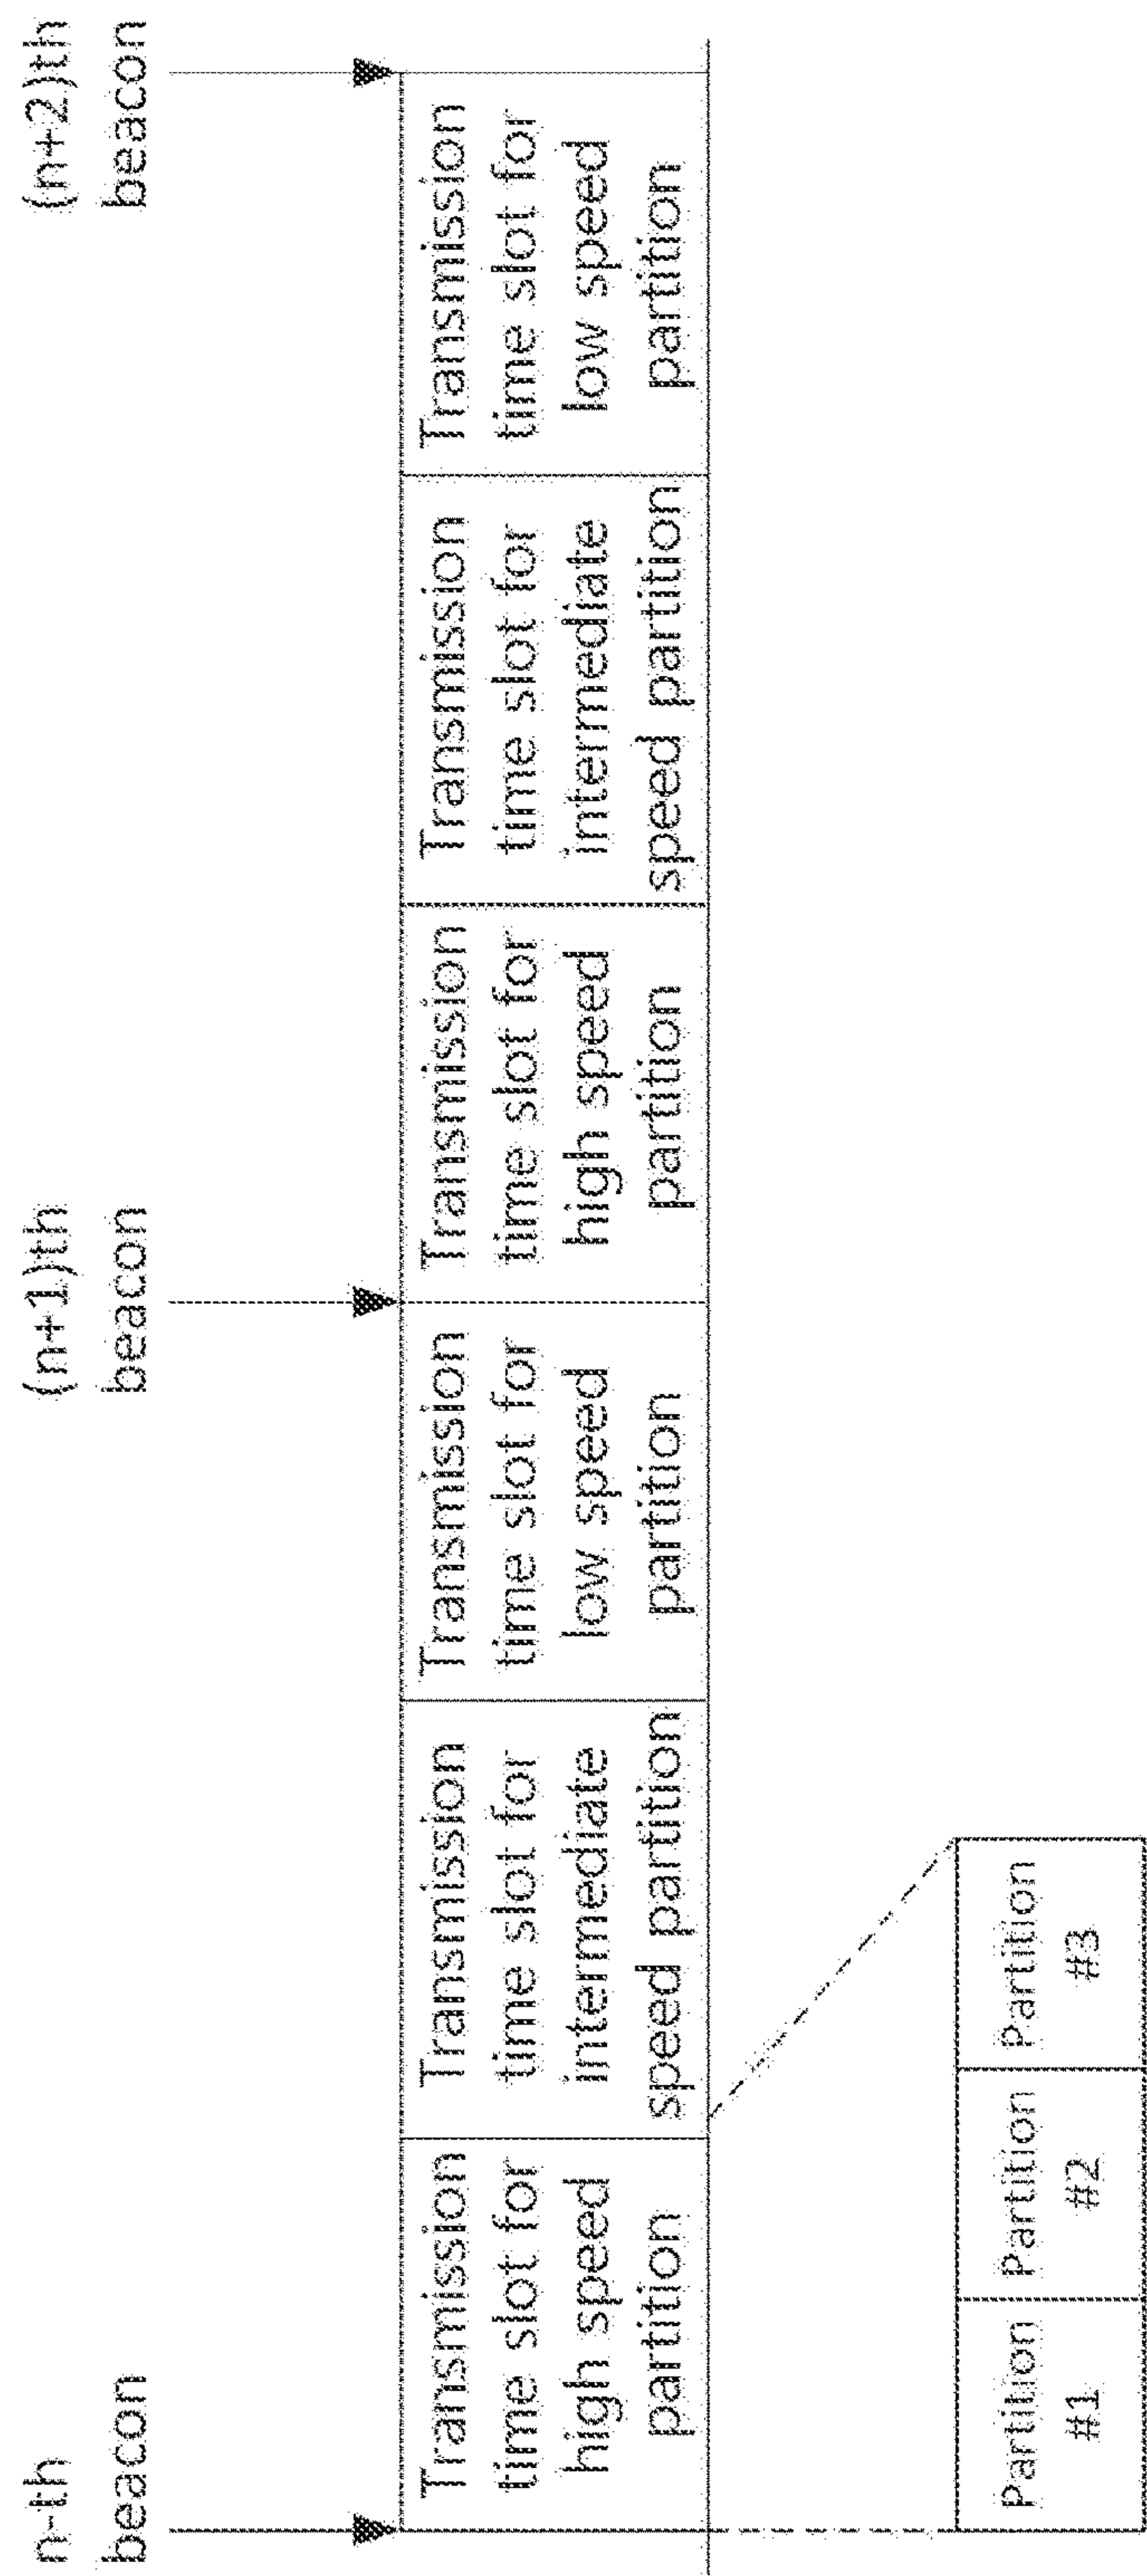 n-th
beacon
(n+1)th
beacon
(n+2)th
beacon
Transmission
time slot for
high speed
partition
Transmission
time slot for
intermediate
speed partition
Transmission
time slot for
low speed
partition
Transmission
time slot for
high speed
partition
Transmission
time slot for
intermediate
speed partition
Transmission
time slot for
low speed
partition
Partition
#1
Partition
#2
Partition
#3